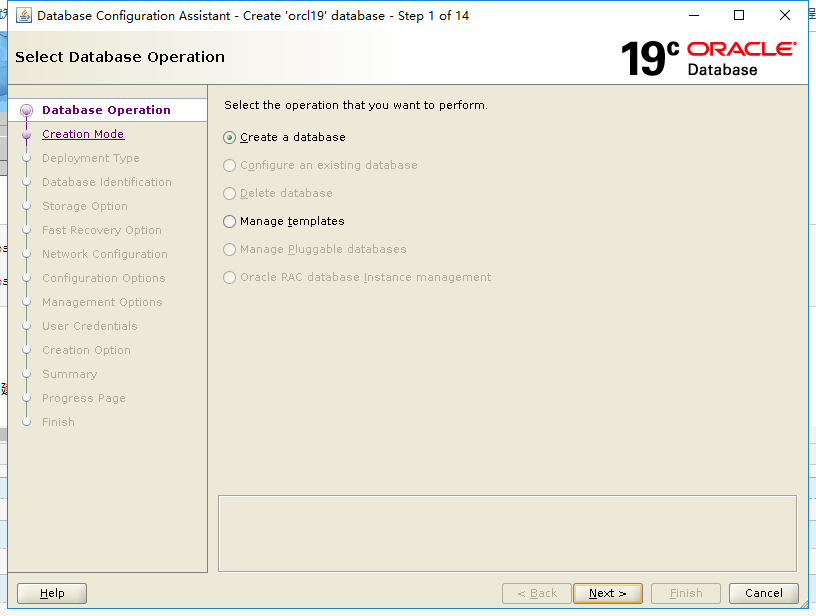 Database Configuration Assistant - Create 'orcl19' database - Step 1 of 14
Select Database Operation
19c ORACLE
Database
Database Operation
Creation Mode
Deployment Type
Database Identification
Storage Option
Fast Recovery Option
Network Configuration
Configuration Options
Management Options
User Credentials
Creation Option
Summary
Progress Page
Finish
Select the operation that you want to perform.
Create a database
Configure an existing database
Delete database
Manage templates
Manage Pluggable databases
Oracle RAC database Instance management
Help
< Back
Next >
Finish
Cancel